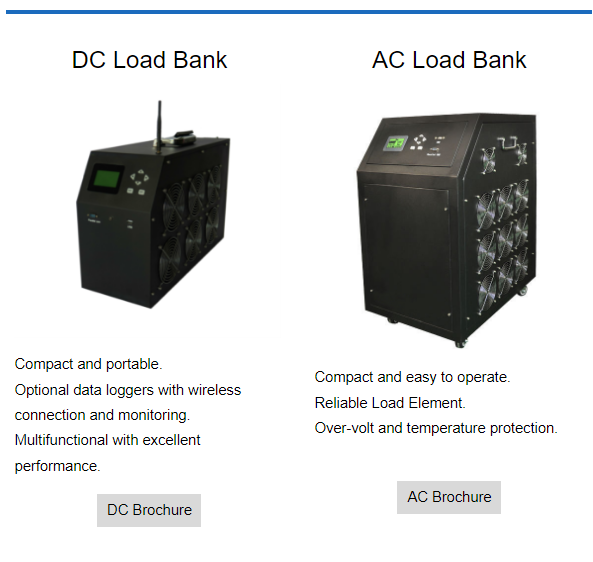 DC Load Bank
AC Load Bank
Compact and portable.
Optional data loggers with wireless
connection and monitoring.
Multifunctional with excellent
performance.
DC Brochure
Compact and easy to operate.
Reliable Load Element.
Over-volt and temperature protection.
AC Brochure